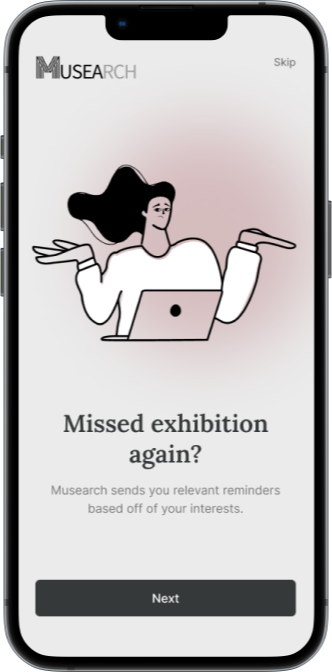 MUSEARCH
Skip
Missed exhibition
again?
Musearch sends you relevant reminders
based off of your interests.
Next